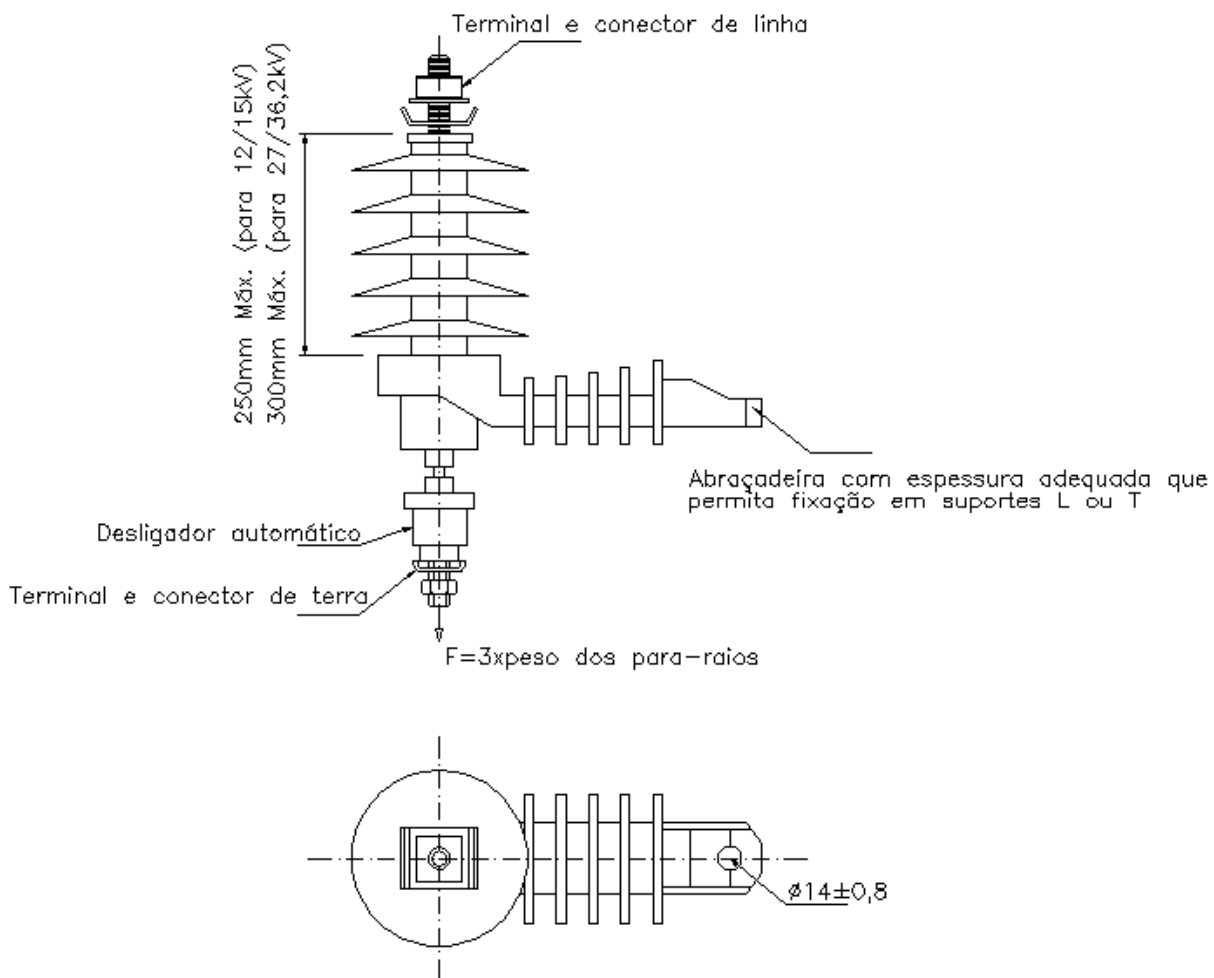 Terminal e conector de linha
250mm Máx. (para 12/15kV)
300mm Máx. (para 27/36,2kV)
Abraçadeira com espessura adequada que
permita fixação em suportes L ou T
Desligador automático
Terminal e conector de terra
F=3xpeso dos para-raios
ø14±0,8